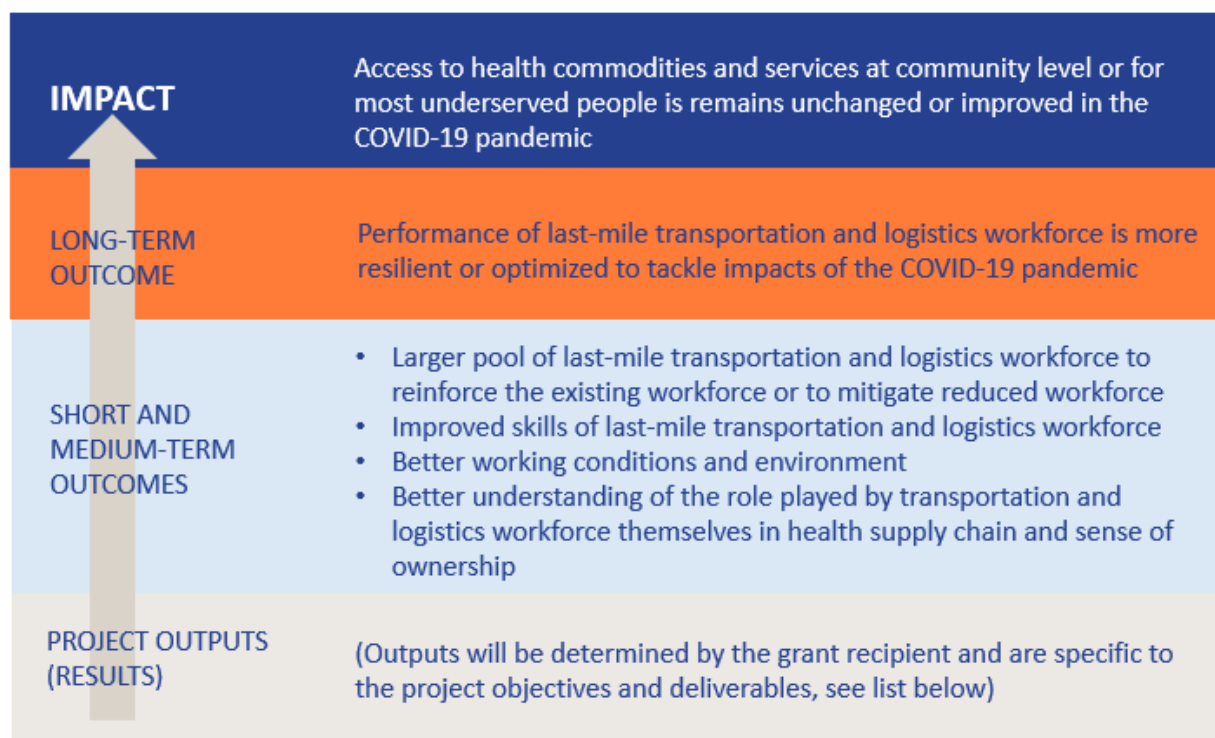 IMPACT
Access to health commodities and services at community level or for
most underserved people is remains unchanged or improved in the
COVID-19 pandemic
LONG-TERM
OUTCOME
Performance of last-mile transportation and logistics workforce is more
resilient or optimized to tackle impacts of the COVID-19 pandemic
SHORT AND
MEDIUM-TERM
OUTCOMES
• Larger pool of last-mile transportation and logistics workforce to
reinforce the existing workforce or to mitigate reduced workforce
• Improved skills of last-mile transportation and logistics workforce
• Better working conditions and environment
• Better understanding of the role played by transportation and
logistics workforce themselves in health supply chain and sense of
ownership
PROJECT OUTPUTS
(RESULTS)
(Outputs will be determined by the grant recipient and are specific to
the project objectives and deliverables, see list below)